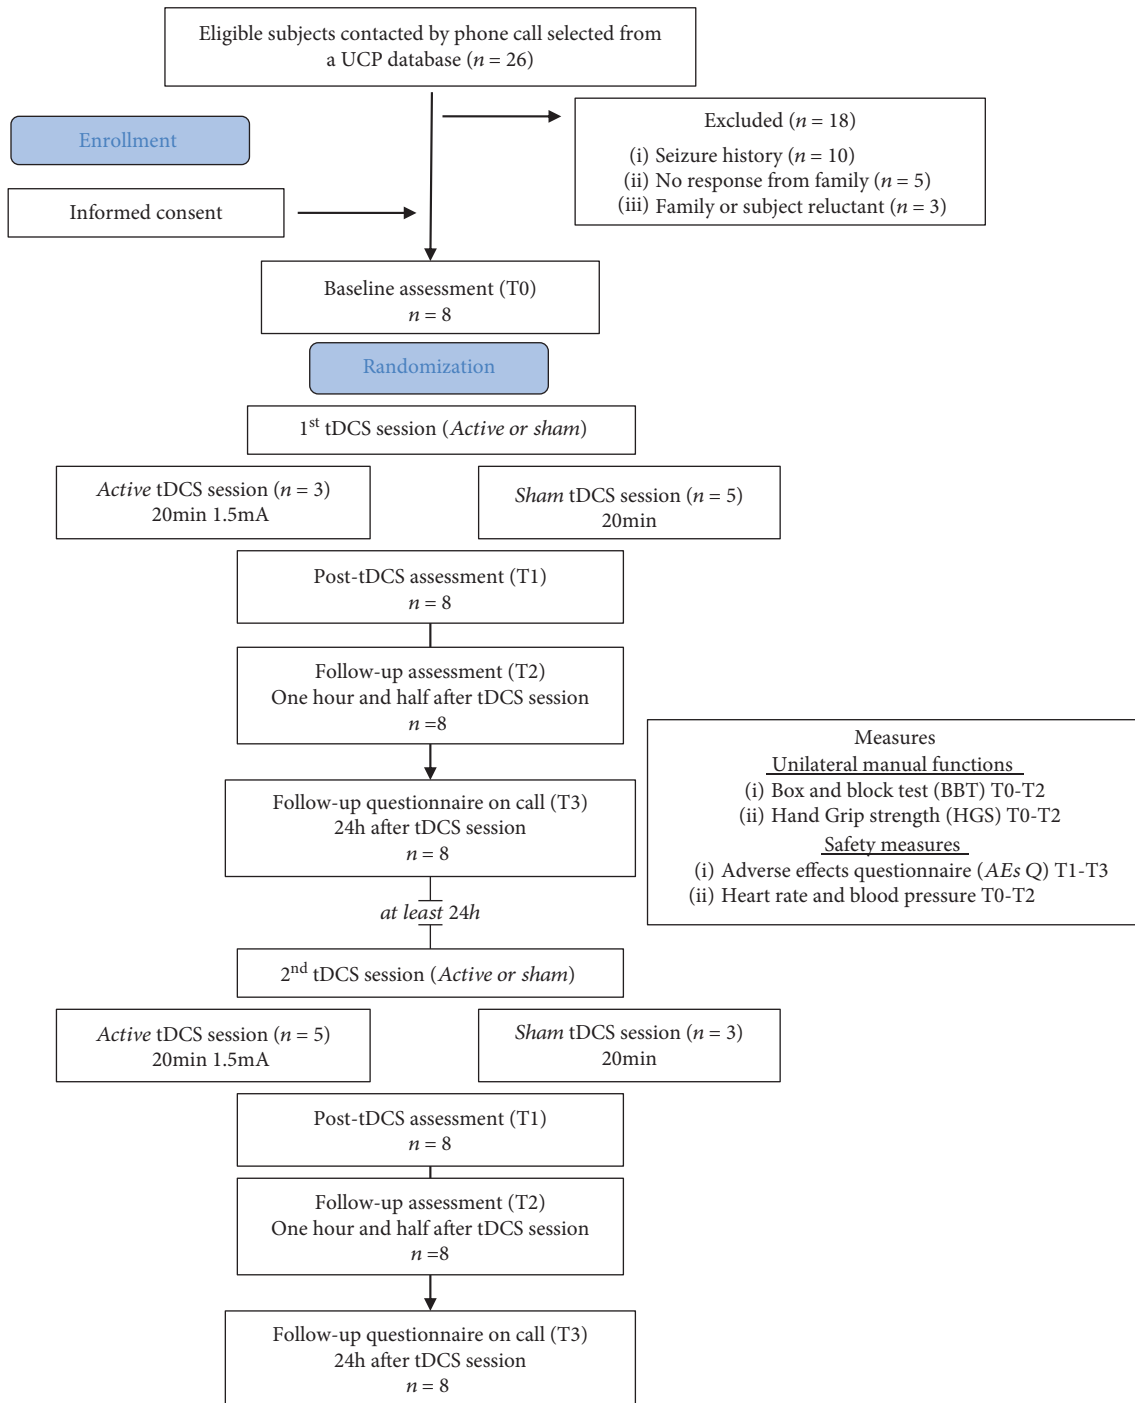 Eligible subjects contacted by phone call selected from
a UCP database (n = 26)
Excluded (n = 18)
(i) Seizure history (n = 10)
(ii) No response from family (n = 5)
(iii) Family or subject reluctant (n = 3)
Enrollment
Informed consent
Baseline assessment (T0)
n = 8
Randomization
1st tDCS session (Active or sham)
Active tDCS session (n = 3)
20min 1.5mA
Sham tDCS session (n = 5)
20min
Post-tDCS assessment (T1)
n = 8
Follow-up assessment (T2)
One hour and half after tDCS session
n =8
Follow-up questionnaire on call (T3)
24h after tDCS session
n = 8
Measures
Unilateral manual functions
(i) Box and block test (BBT) T0-T2
(ii) Hand Grip strength (HGS) T0-T2
Safety measures
(i) Adverse effects questionnaire (AEs Q) T1-T3
(ii) Heart rate and blood pressure T0-T2
at least 24h
2nd tDCS session (Active or sham)
Active tDCS session (n = 5)
20min 1.5mA
Sham tDCS session (n = 3)
20min
Post-tDCS assessment (T1)
n = 8
Follow-up assessment (T2)
One hour and half after tDCS session
n =8
Follow-up questionnaire on call (T3)
24h after tDCS session
n = 8